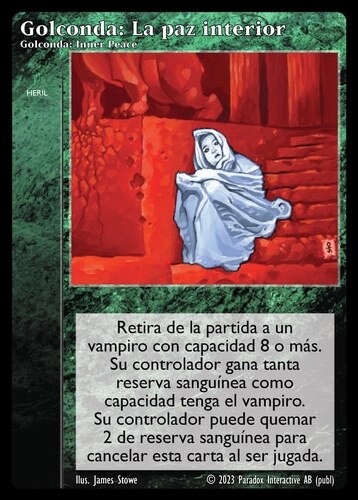 Golconda: La paz interior
Golconda: Inner Peace
HERIL
Retira de la partida a un
vampiro con capacidad 8 o más.
Su controlador gana tanta
reserva sanguínea como
capacidad tenga el vampiro.
Su controlador puede quemar
2 de reserva sanguínea para
cancelar esta carta al ser jugada.
Ilus. James Stowe © 2023 Paradox Interactive AB (publ)